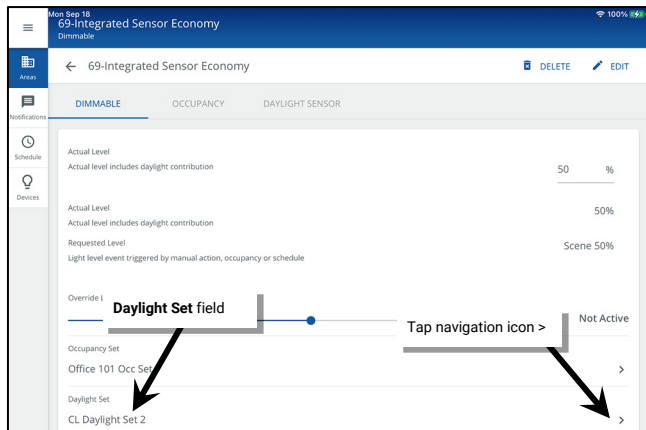 Mon Sep 18
100%
69-Integrated Sensor Economy
Dimmable
69-Integrated Sensor Economy
DELETE
EDIT
Areas
Notifications
Schedule
Devices
DIMMABLE
OCCUPANCY
DAYLIGHT SENSOR
Actual Level
Actual level includes daylight contribution
50 %
Actual Level
50%
Actual level includes daylight contribution
Requested Level
Scene 50%
Light level event triggered by manual action, occupancy or schedule
Override L
Daylight Set field
Not Active
Tap navigation icon >
Occupancy Set
Office 101 Occ Set
>
Daylight Set
CL Daylight Set 2
>